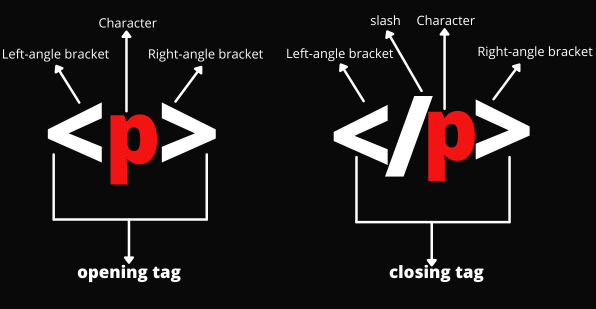 Character
Left-angle bracket
Right-angle bracket
<p>
opening tag
slash
Character
Left-angle bracket
Right-angle bracket
</p>
closing tag